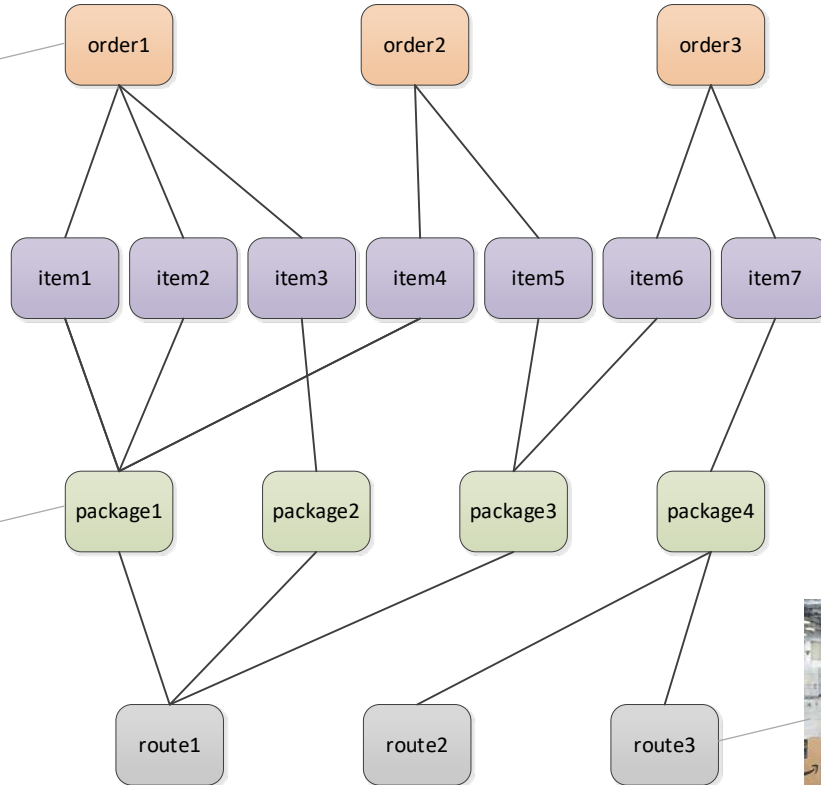 order1
order2
order3
item1
item2
item3
item4
item5
item6
item7
package1
package2
package3
package4
route1
route2
route3